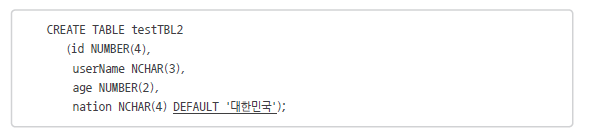 CREATE TABLE testTBL2
(id NUMBER(4),
userName NCHAR(3),
age NUMBER(2),
nation NCHAR(4) DEFAULT '대한민국');